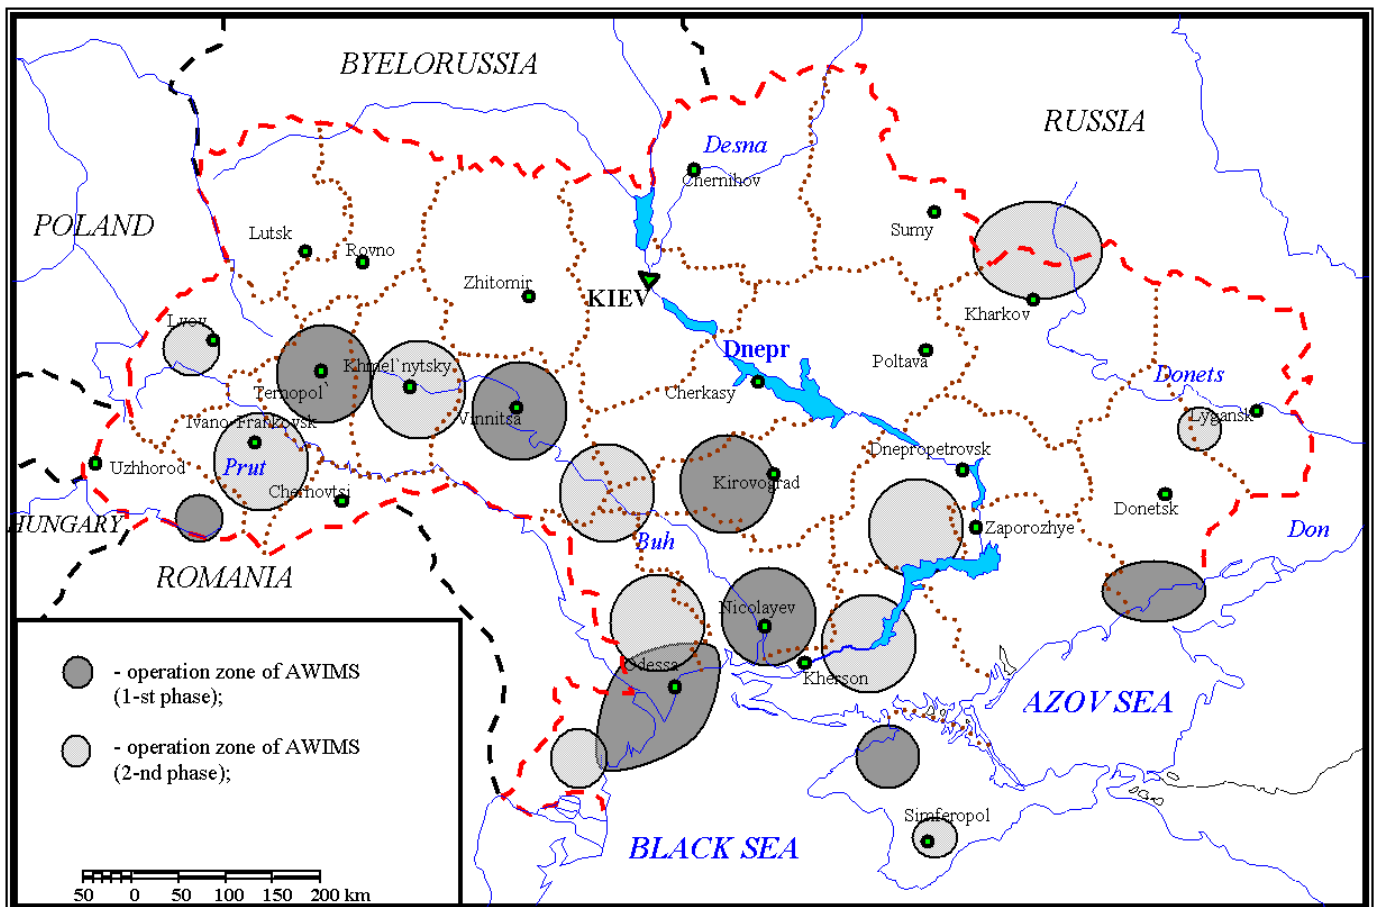 BYELORUSSIA
RUSSIA
Desna
Chernihov
POLAND
Sumy
Lutsk
Rovno
Zhitomir
KIEV
Kharkov
Lvov
Dnepr
Poltava
Khmel`nytsky
Donets
Ternopol`
Cherkasy
Vinnitsa
Lygansk
Ivano-Frankovsk
Dnepropetrovsk
Uzhhorod
Prut
Kirovograd
Cherhovtsi
Donetsk
HUNGARY
Zaporozhye
Don
Buh
ROMANIA
Nicolayev
Odessa
Kherson
- operation zone of AWIMS
(1-st phase);
AZOV SEA
- operation zone of AWIMS
(2-nd phase);
Simferopol
BLACK SEA
50 0 50 100 150 200 km